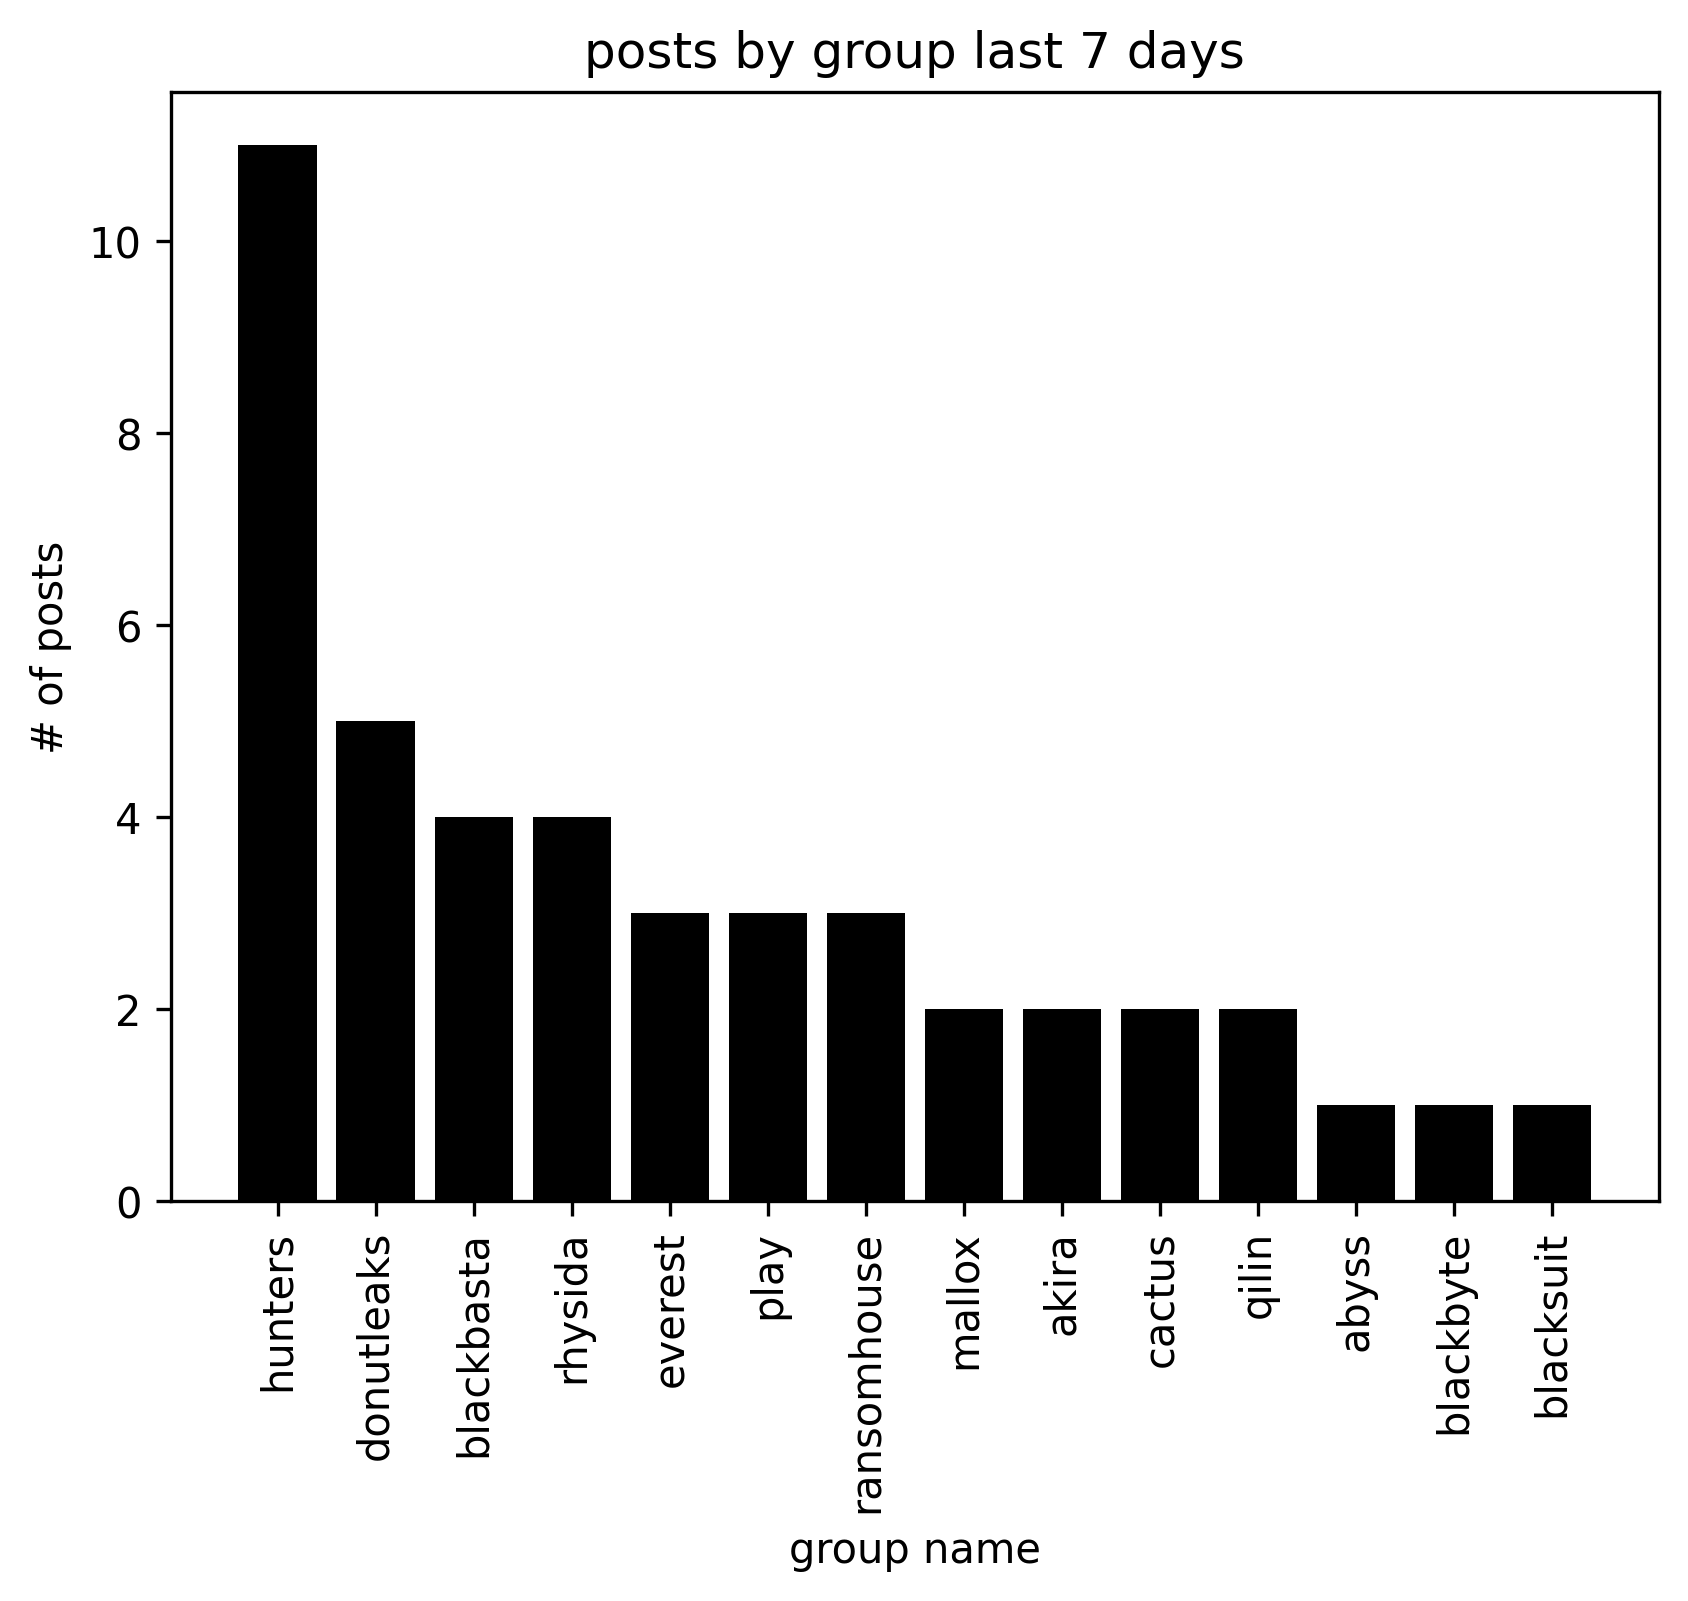 posts by group last 7 days
# of posts
10
8
6
4
2
0
hunters
donutleaks
blackbasta
rhysida
everest
play
ransomhouse
mallox
akira
cactus
qilin
abyss
blackbyte
blacksuit
group name